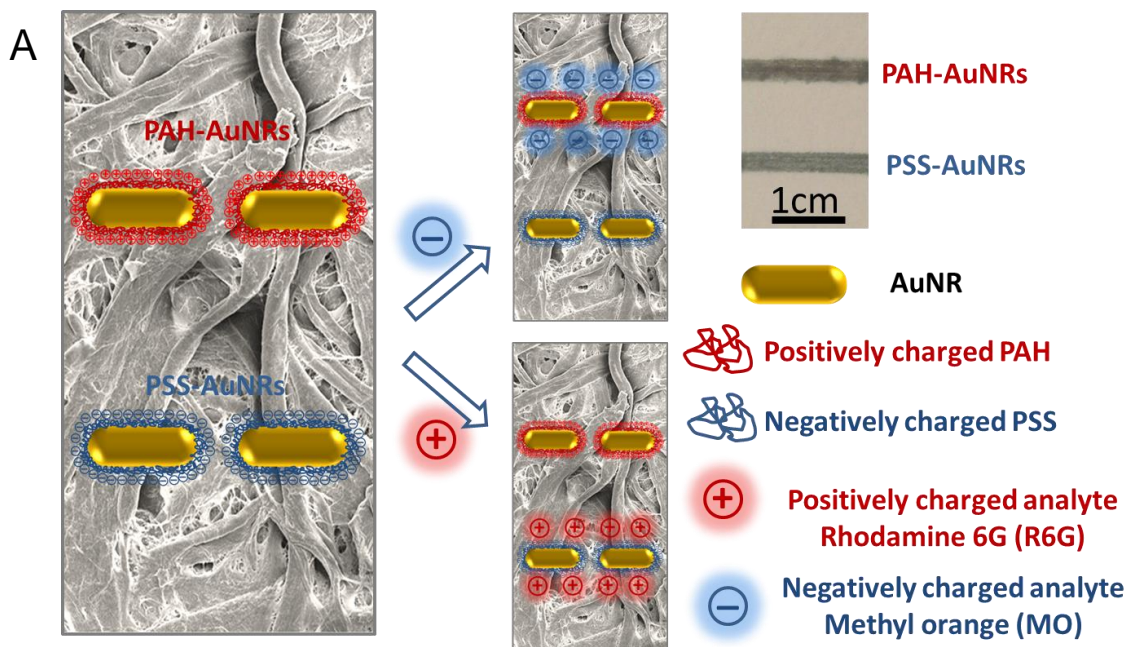 A
PAH-AuNRs
PSS-AuNRs
PAH-AuNRs
PSS-AuNRs
1cm
AuNR
Positively charged PAH
Negatively charged PSS
Positively charged analyte
Rhodamine 6G (R6G)
Negatively charged analyte
Methyl orange (MO)